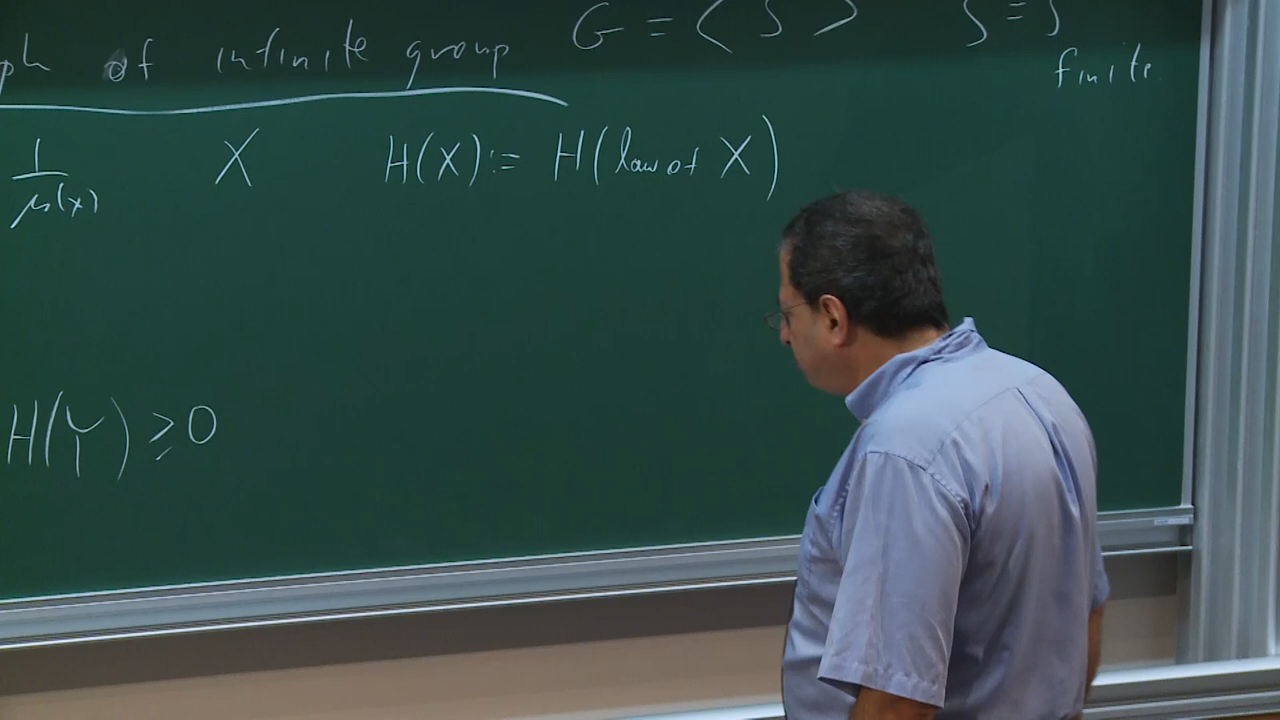 ph of infinite group G = < S > S = S
finite.
1/μ(x) X H(X) := H(law of X)
H(Y) ≥ 0